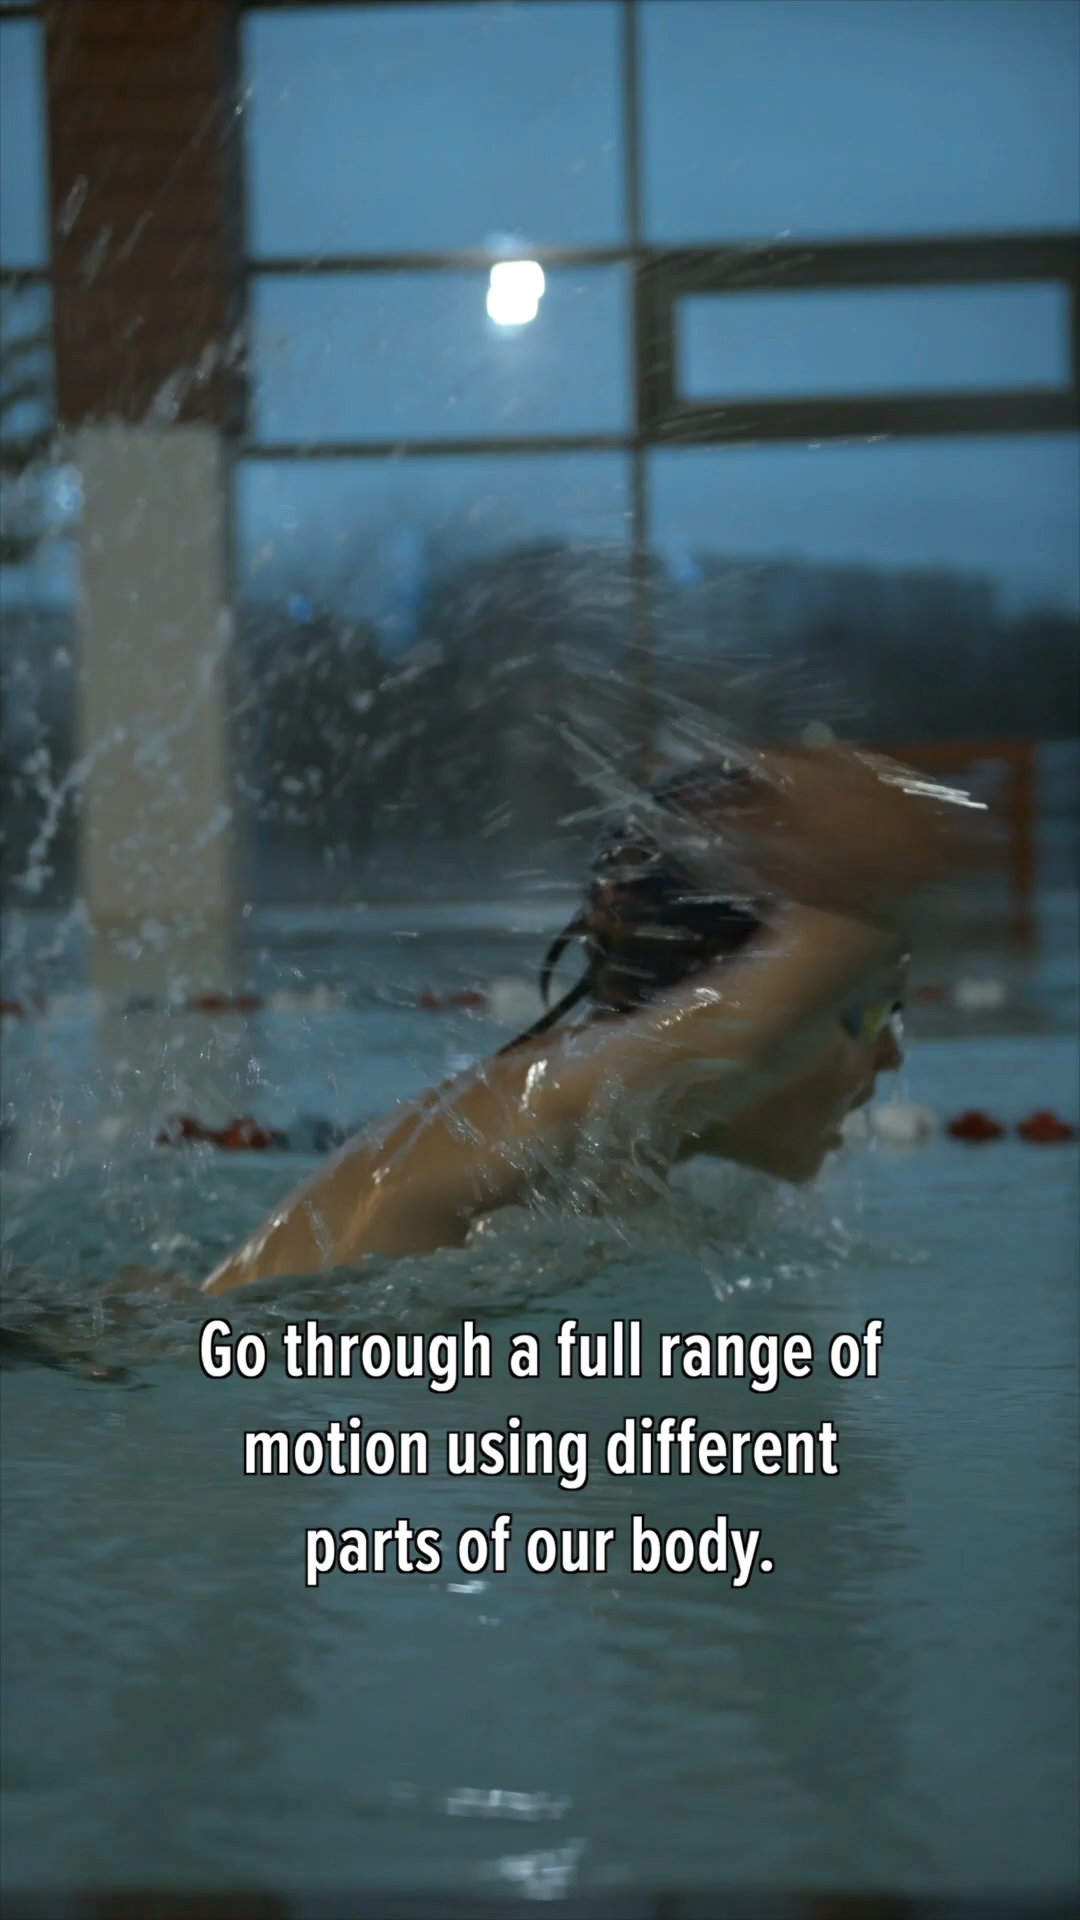 Go through a full range of
motion using different
parts of our body.